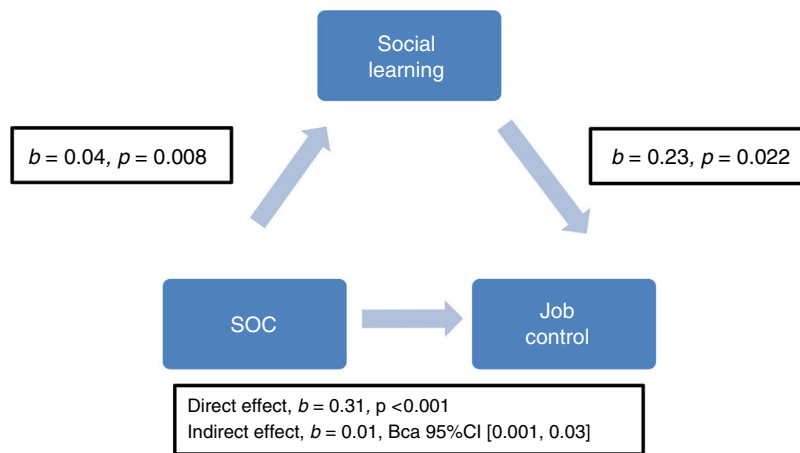 Social
learning
b = 0.04, p = 0.008
b = 0.23, p = 0.022
SOC
Job
control
Direct effect, b = 0.31, p <0.001
Indirect effect, b = 0.01, Bca 95%CI [0.001, 0.03]